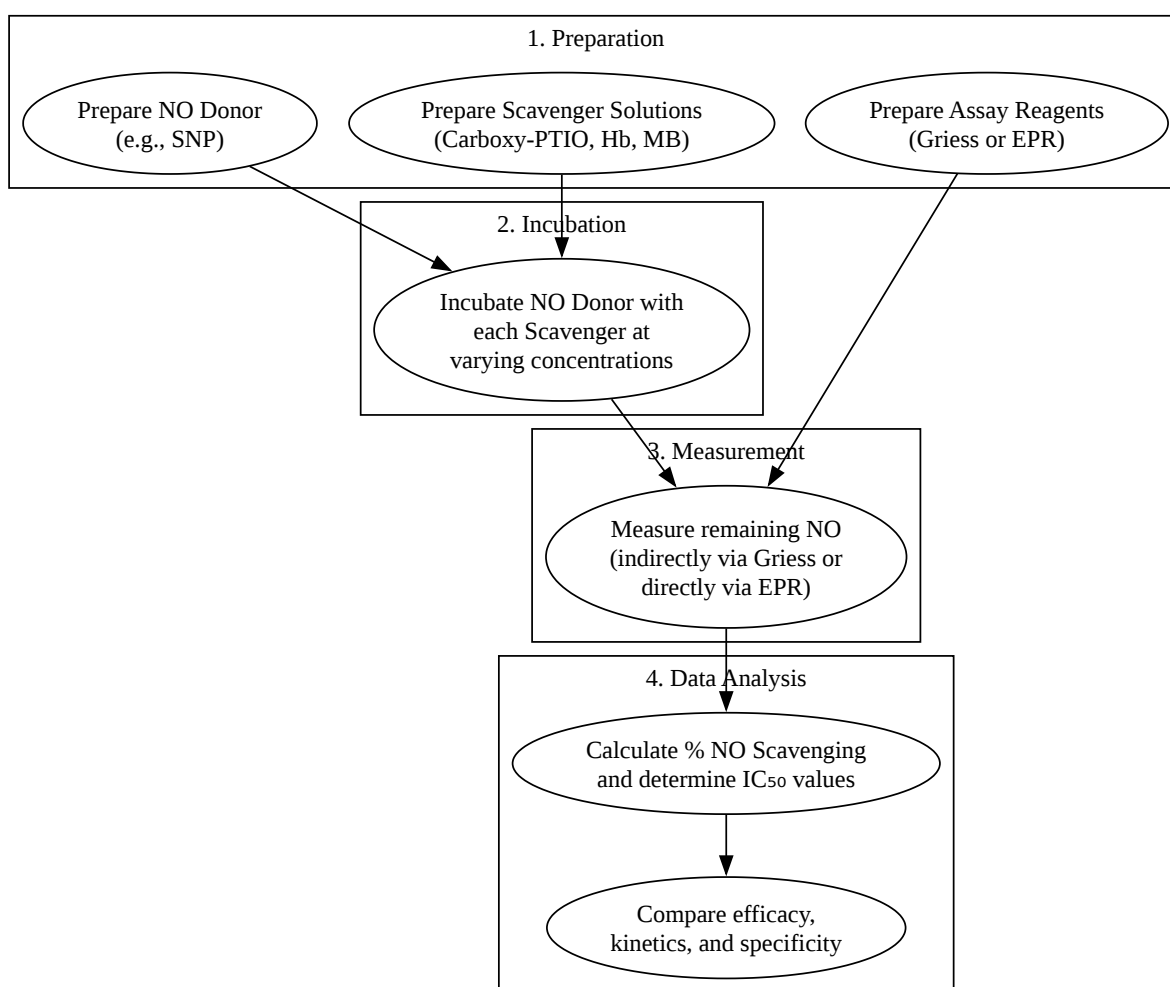 1. Preparation
Prepare NO Donor
(e.g., SNP)
Prepare Scavenger Solutions
(Carboxy-PTIO, Hb, MB)
Prepare Assay Reagents
(Griess or EPR)
2. Incubation
Incubate NO Donor with
each Scavenger at
varying concentrations
3. Measurement
Measure remaining NO
(indirectly via Griess or
directly via EPR)
4. Data Analysis
Calculate % NO Scavenging
and determine IC₅₀ values
Compare efficacy,
kinetics, and specificity